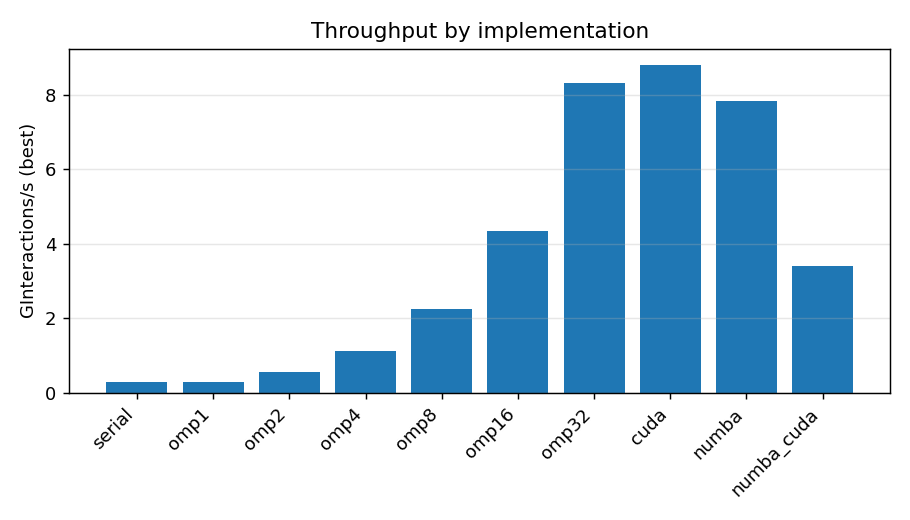 Throughput by implementation
GInteractions/s (best)
8
6
4
2
0
serial
omp1
omp2
omp4
omp8
omp16
omp32
cuda
numba
numba_cuda